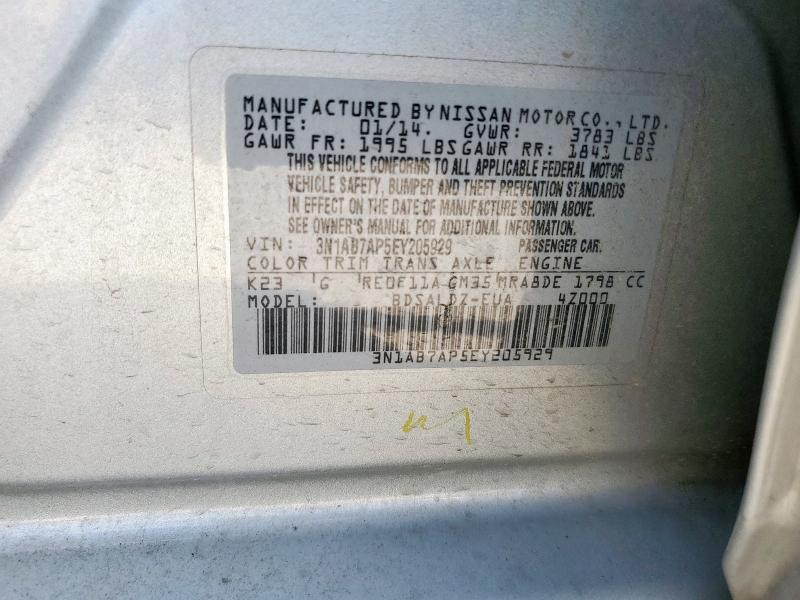 MANUFACTURED BY NISSAN MOTOR CO., LTD.
DATE: 01/14. GVWR: 3783 LBS
GAWR FR: 1995 LBS GAWR RR: 1841 LBS
THIS VEHICLE CONFORMS TO ALL APPLICABLE FEDERAL MOTOR
VEHICLE SAFETY, BUMPER AND THEFT PREVENTION STANDARDS
IN EFFECT ON THE DATE OF MANUFACTURE SHOWN ABOVE.
SEE OWNER'S MANUAL FOR ADDITIONAL INFORMATION.
VIN: 3N1AB7AP5EY205929 PASSENGER CAR.
COLOR TRIM TRANS AXLE ENGINE
K23 G RE0F11A GM35 MRA8DE 1798 CC
MODEL: BDSALDZ-EUA 4Z000
3N1AB7AP5EY205929